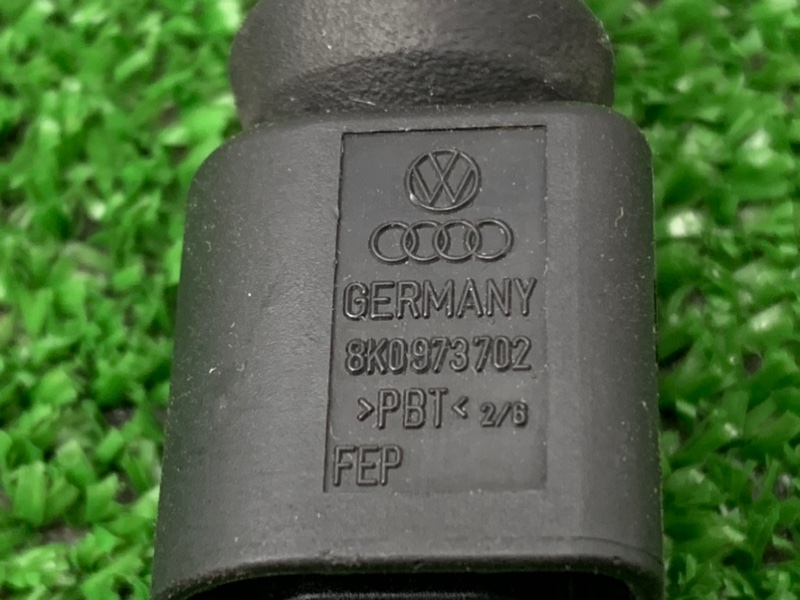 GERMANY
8K0973702
>PBT< 2/6
FEP